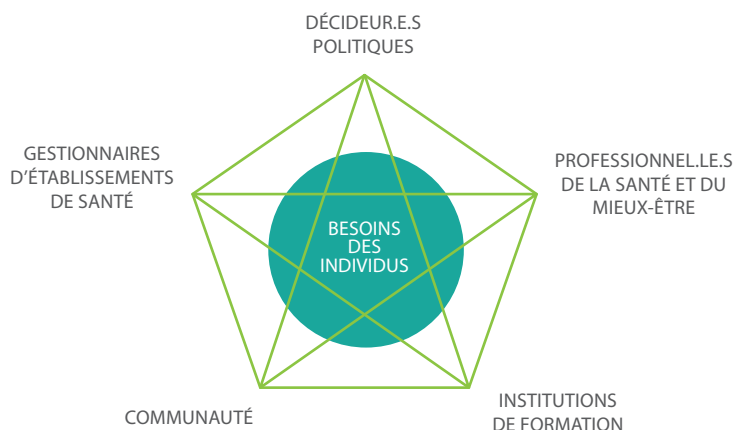 DÉCIDEUR.E.S
POLITIQUES
GESTIONNAIRES
D'ÉTABLISSEMENTS
DE SANTÉ
PROFESSIONNEL.LE.S
DE LA SANTÉ ET DU
MIEUX-ÊTRE
BESOINS
DES
INDIVIDUS
COMMUNAUTÉ
INSTITUTIONS
DE FORMATION